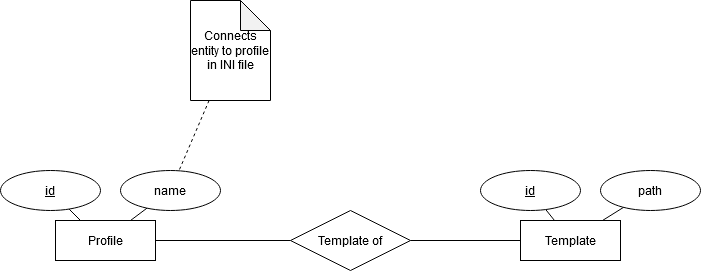 Connects
entity to profile
in INI file
id
name
id
path
Profile
Template of
Template